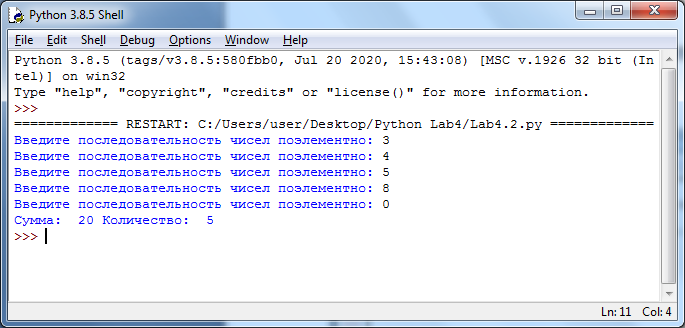 Python 3.8.5 Shell
File Edit Shell Debug Options Window Help
Python 3.8.5 (tags/v3.8.5:580fbb0, Jul 20 2020, 15:43:08) [MSC v.1926 32 bit (In
tel)] on win32
Type "help", "copyright", "credits" or "license()" for more information.
>>>
============= RESTART: C:/Users/user/Desktop/Python Lab4/Lab4.2.py =============
Введите последовательность чисел поэлементно: 3
Введите последовательность чисел поэлементно: 4
Введите последовательность чисел поэлементно: 5
Введите последовательность чисел поэлементно: 8
Введите последовательность чисел поэлементно: 0
Сумма:  20 Количество:  5
>>>
Ln: 11 Col: 4